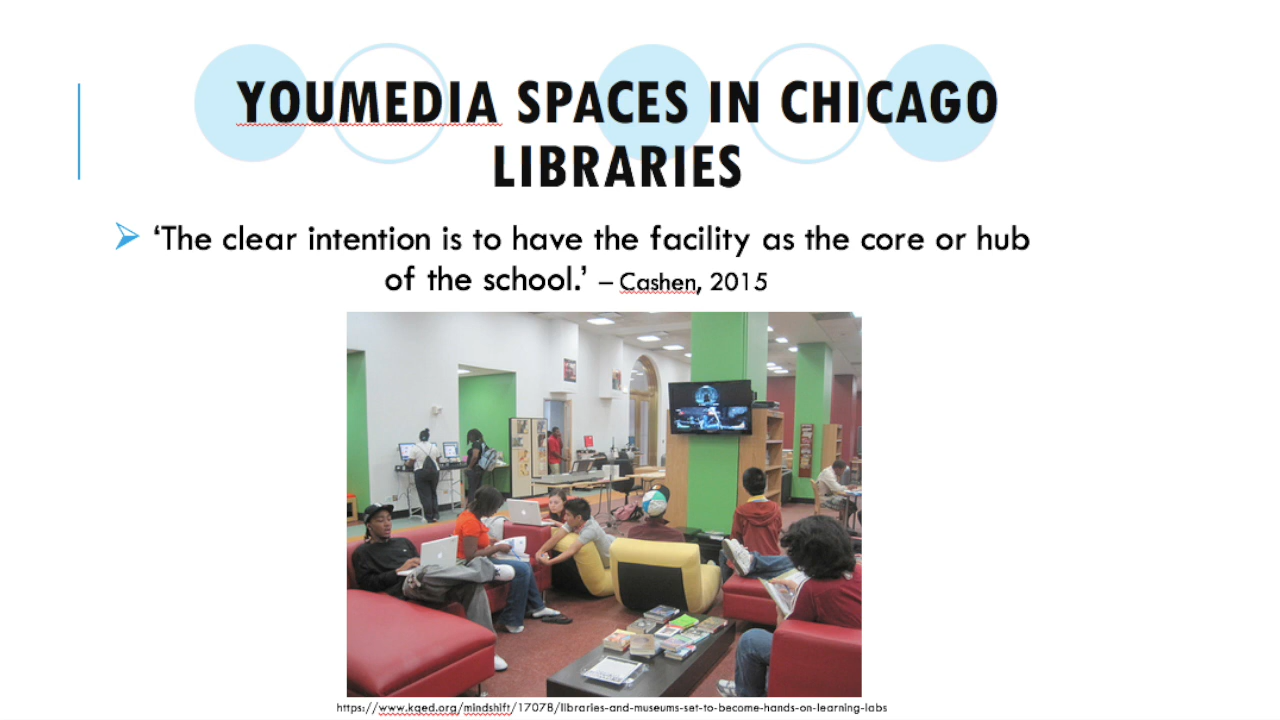 YOUMEDIA SPACES IN CHICAGO
LIBRARIES
‘The clear intention is to have the facility as the core or hub
of the school.’ – Cashen, 2015
https://www.kqed.org/mindshift/17078/libraries-and-museums-set-to-become-hands-on-learning-labs